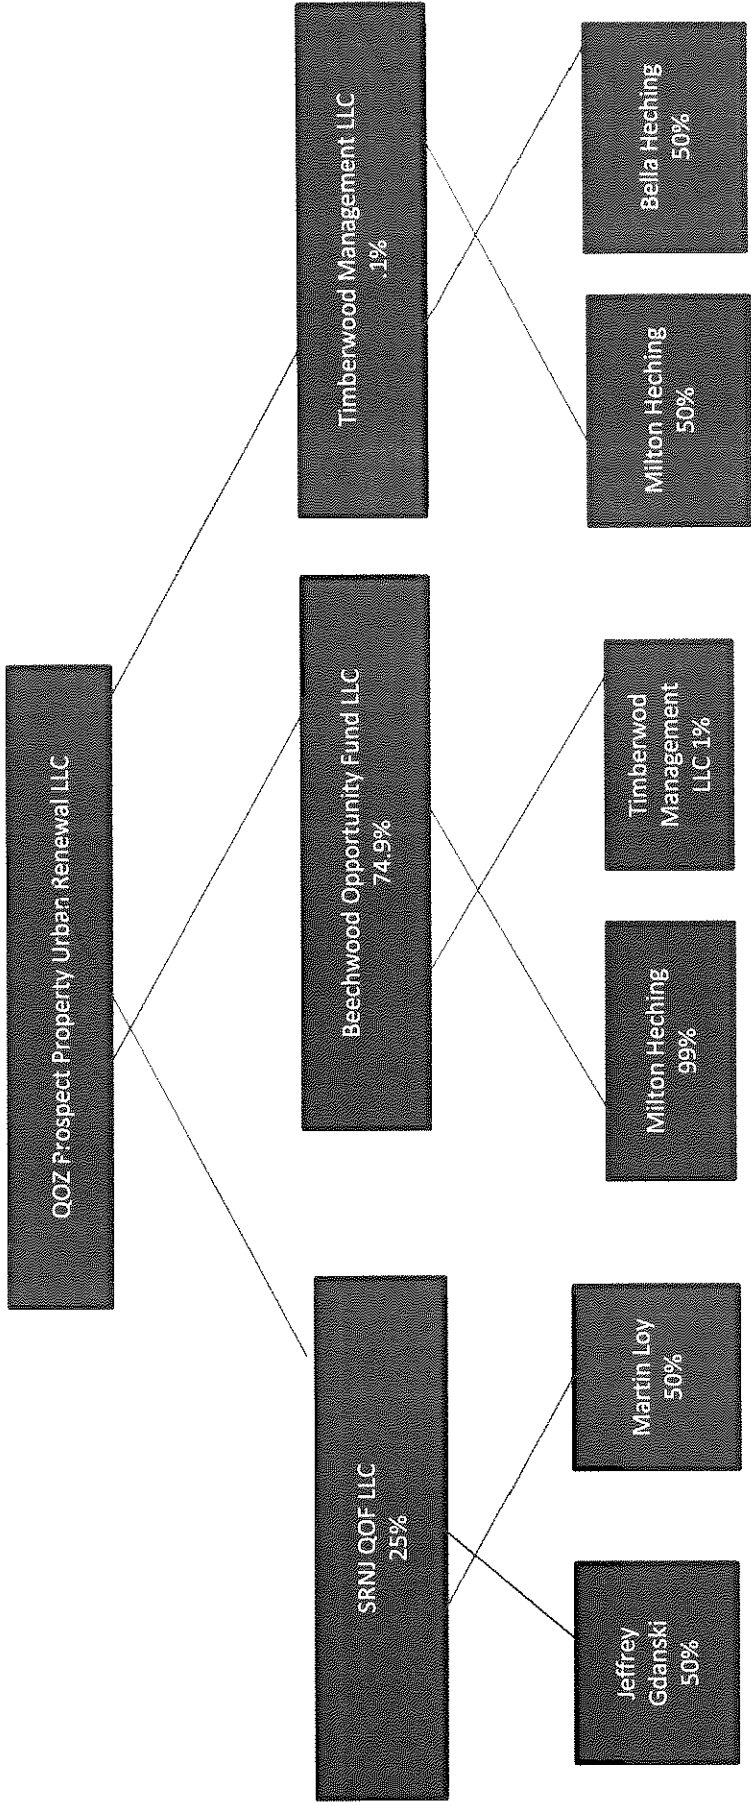 QOZ Prospect Property Urban Renewal LLC
SRNJ QOF LLC
25%
Beechwood Opportunity Fund LLC
74.9%
Timberwood Management LLC
.1%
Jeffrey
Gdanski
50%
Martin Loy
50%
Milton Heching
99%
Timberwod
Management
LLC 1%
Milton Heching
50%
Bella Heching
50%